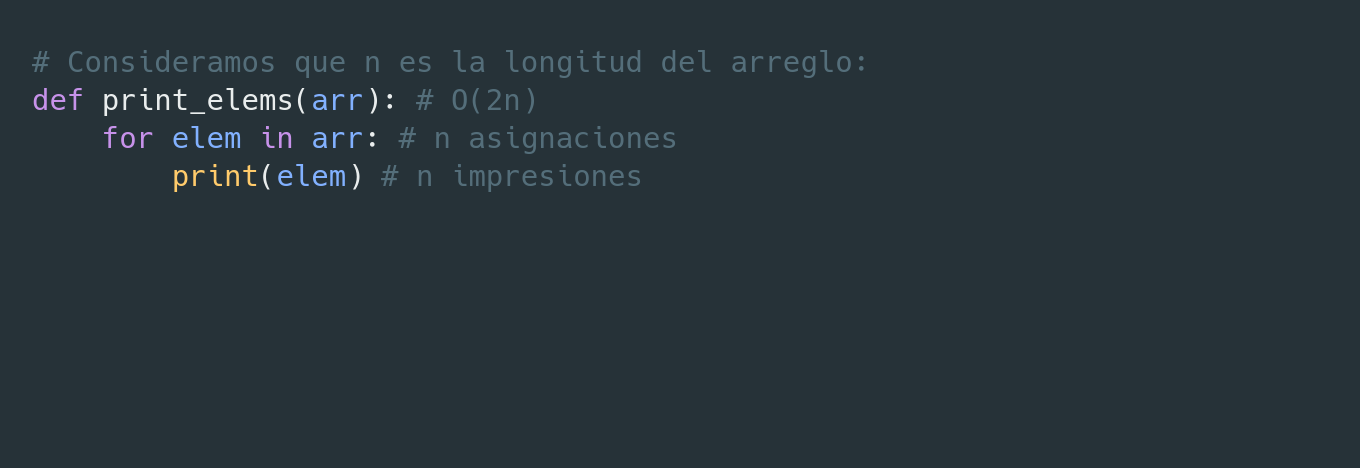 # Consideramos que n es la longitud del arreglo:
def print_elems(arr): # O(2n)
    for elem in arr: # n asignaciones
        print(elem) # n impresiones